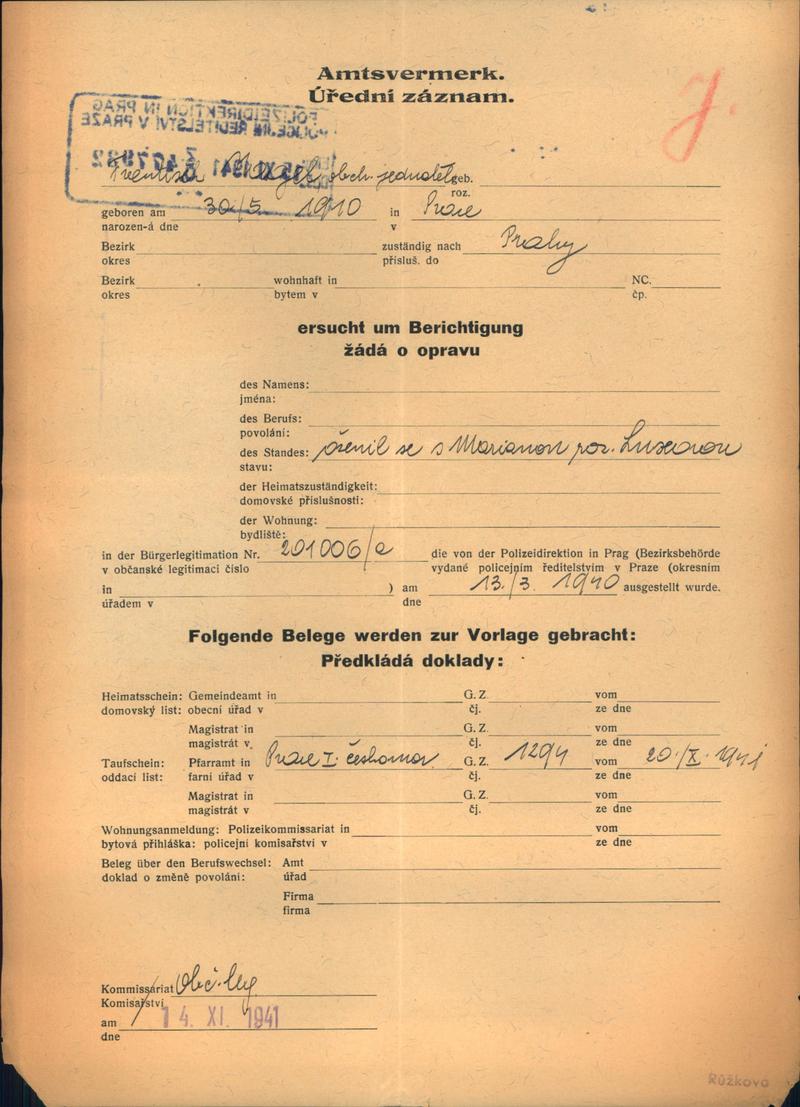 Amtsvermerk.
Úřední záznam.
J.
POLIZEIDIREKTION IN PRAG
POLICEJNÍ ŘEDITELSTVÍ V PRAZE
František obch. jednatel geb.
roz.
geboren am 30/5 1910 in Praze
narozen-á dne v
Bezirk zuständig nach Prahy
okres přísluš. do
Bezirk wohnhaft in NC.
okres bytem v čp.
ersucht um Berichtigung
žádá o opravu
des Namens:
jména:
des Berufs:
povolání:
des Standes: oženil se s Marianou roz.
stavu:
der Heimatszuständigkeit:
domovské příslušnosti:
der Wohnung:
bydliště:
in der Bürgerlegitimation Nr. 201006/a die von der Polizeidirektion in Prag (Bezirksbehörde
v občanské legitimaci číslo vydané policejním ředitelstvím v Praze (okresním
in ) am 13./3. 1940 ausgestellt wurde.
úřadem v dne
Folgende Belege werden zur Vorlage gebracht:
Předkládá doklady:
Heimatsschein: Gemeindeamt in G. Z. vom
domovský list: obecní úřad v čj. ze dne
Magistrat in G. Z. vom
magistrát v čj. ze dne
Taufschein: Pfarramt in Praze I. českomor. G. Z. 1294 vom 20./X. 1941
oddací list: farní úřad v čj. ze dne
Magistrat in G. Z. vom
magistrát v čj. ze dne
Wohnungsanmeldung: Polizeikommissariat in vom
bytová přihláška: policejní komisařství v ze dne
Beleg über den Berufswechsel: Amt
doklad o změně povolání: úřad
Firma
firma
Kommissariat Obč. leg.
Komisařství
am 14. XI. 1941
dne
Růžkova